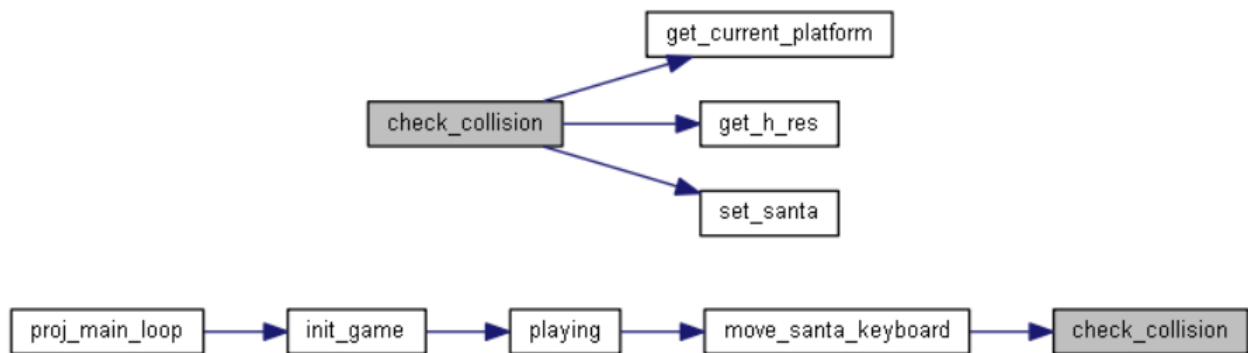 get_current_platform
check_collision
get_h_res
set_santa
proj_main_loop
init_game
playing
move_santa_keyboard
check_collision